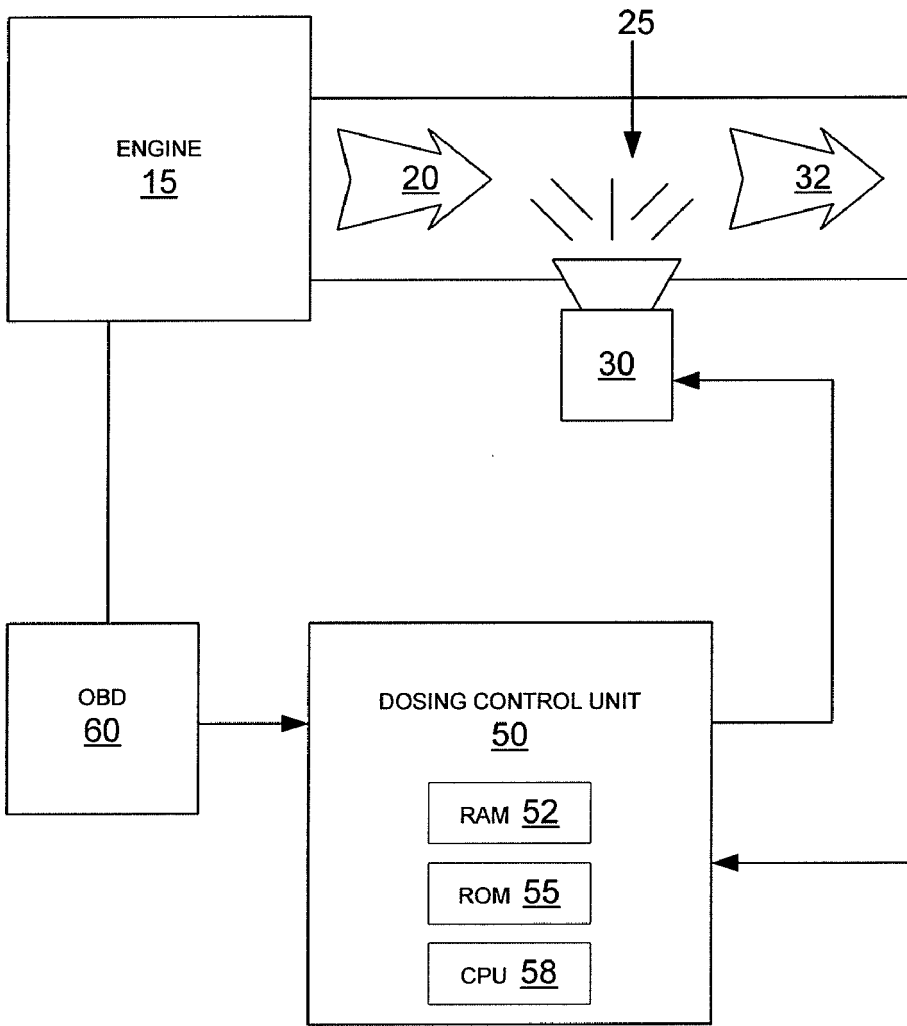 25
ENGINE
15
20
32
30
OBD
60
DOSING CONTROL UNIT
50
RAM 52
ROM 55
CPU 58